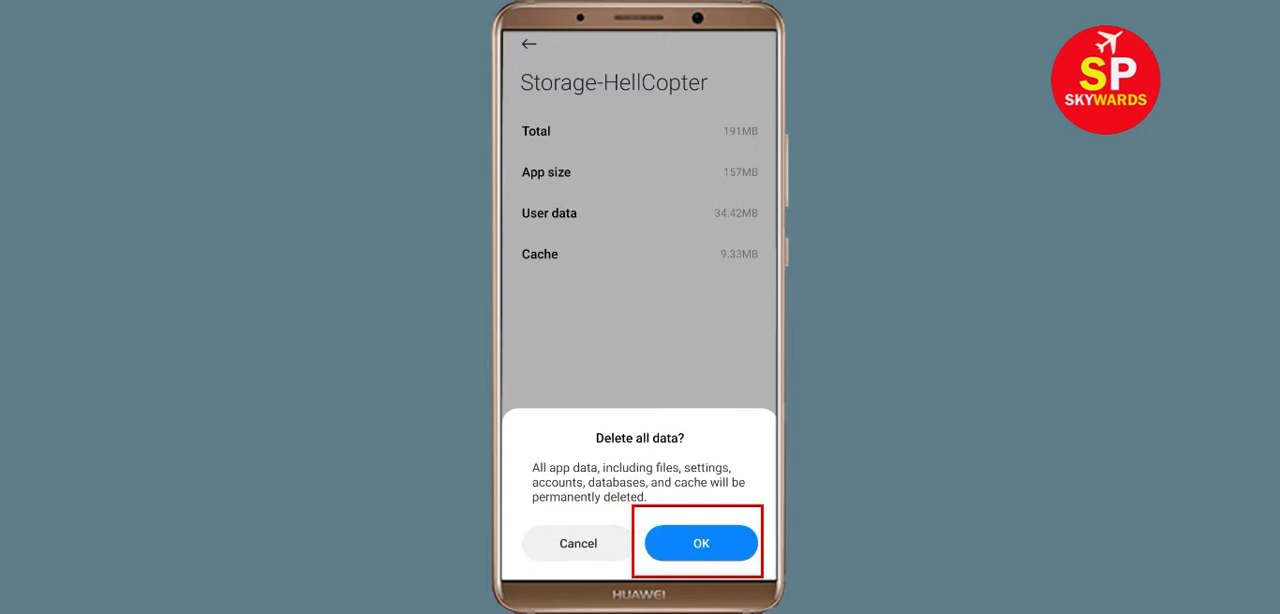 Storage-HellCopter
Total 191MB
App size 157MB
User data 34.42MB
Cache 9.33MB
Delete all data?
All app data, including files, settings,
accounts, databases, and cache will be
permanently deleted.
Cancel OK
HUAWEI
SP
SKYWARDS